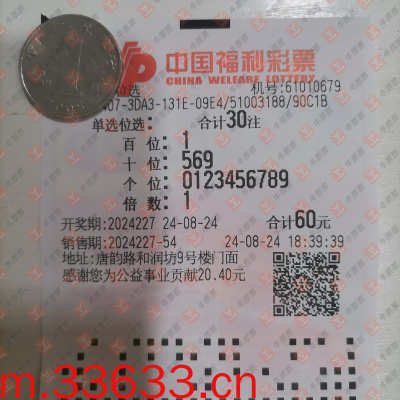 中国福利彩票
CHINA WELFARE LOTTERY
机号:61010679
07-3DA3-131E-09E4/51003188/90C1B
单选位选: 合计30注
百 位: 1
十 位: 569
个 位: 0123456789
倍 数: 1
开奖期:2024227 24-08-24 合计60元
销售期:2024227-54 24-08-24 18:39:39
地址:唐韵路和润坊9号楼门面
感谢您为公益事业贡献20.40元
m.33633.cn